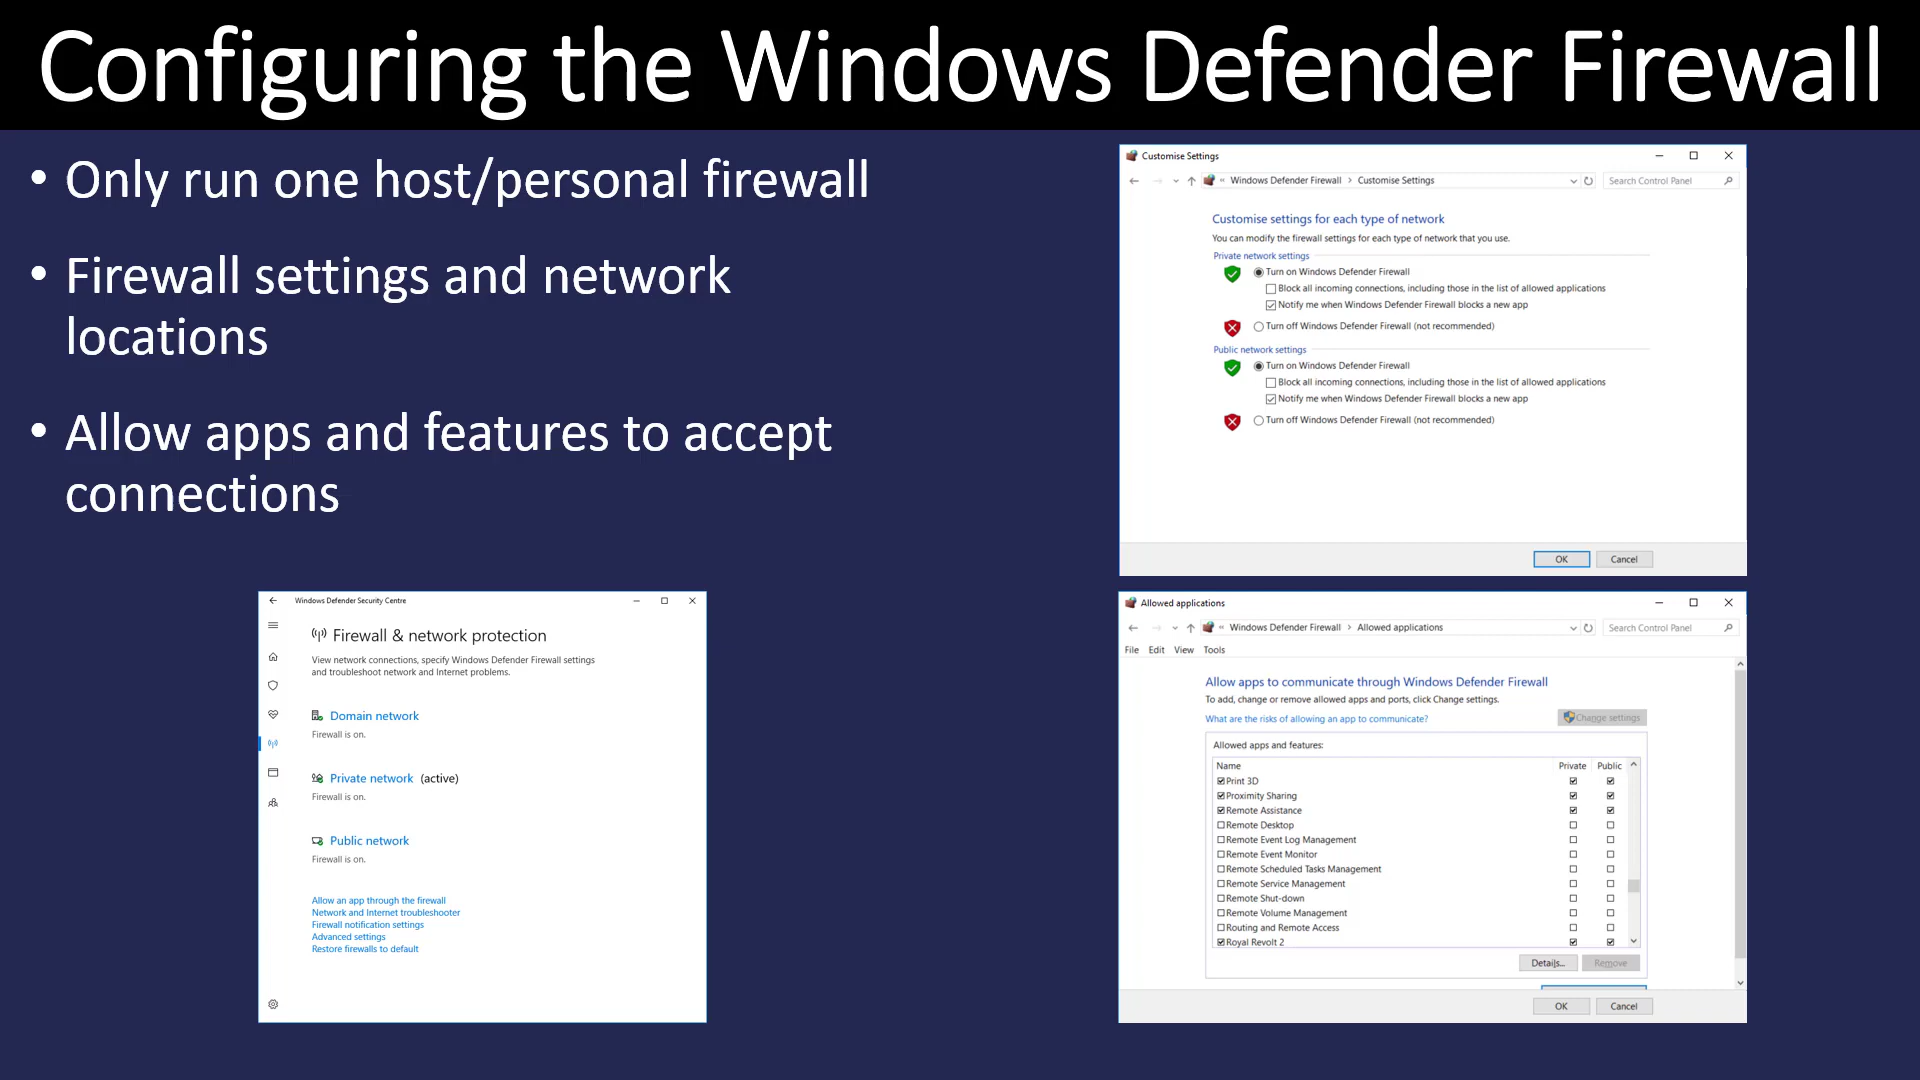 Configuring the Windows Defender Firewall
• Only run one host/personal firewall
• Firewall settings and network
locations
• Allow apps and features to accept
connections
Customise Settings
« Windows Defender Firewall > Customise Settings
Search Control Panel
Customise settings for each type of network
You can modify the firewall settings for each type of network that you use.
Private network settings
Turn on Windows Defender Firewall
Block all incoming connections, including those in the list of allowed applications
Notify me when Windows Defender Firewall blocks a new app
Turn off Windows Defender Firewall (not recommended)
Public network settings
Turn on Windows Defender Firewall
Block all incoming connections, including those in the list of allowed applications
Notify me when Windows Defender Firewall blocks a new app
Turn off Windows Defender Firewall (not recommended)
OK Cancel
Windows Defender Security Centre
Firewall & network protection
View network connections, specify Windows Defender Firewall settings
and troubleshoot network and Internet problems.
Domain network
Firewall is on.
Private network (active)
Firewall is on.
Public network
Firewall is on.
Allow an app through the firewall
Network and Internet troubleshooter
Firewall notification settings
Advanced settings
Restore firewalls to default
Allowed applications
« Windows Defender Firewall > Allowed applications
Search Control Panel
File Edit View Tools
Allow apps to communicate through Windows Defender Firewall
To add, change or remove allowed apps and ports, click Change settings.
What are the risks of allowing an app to communicate?
Change settings
Allowed apps and features:
Name Private Public
Print 3D
Proximity Sharing
Remote Assistance
Remote Desktop
Remote Event Log Management
Remote Event Monitor
Remote Scheduled Tasks Management
Remote Service Management
Remote Shut-down
Remote Volume Management
Routing and Remote Access
Royal Revolt 2
Details... Remove
OK Cancel